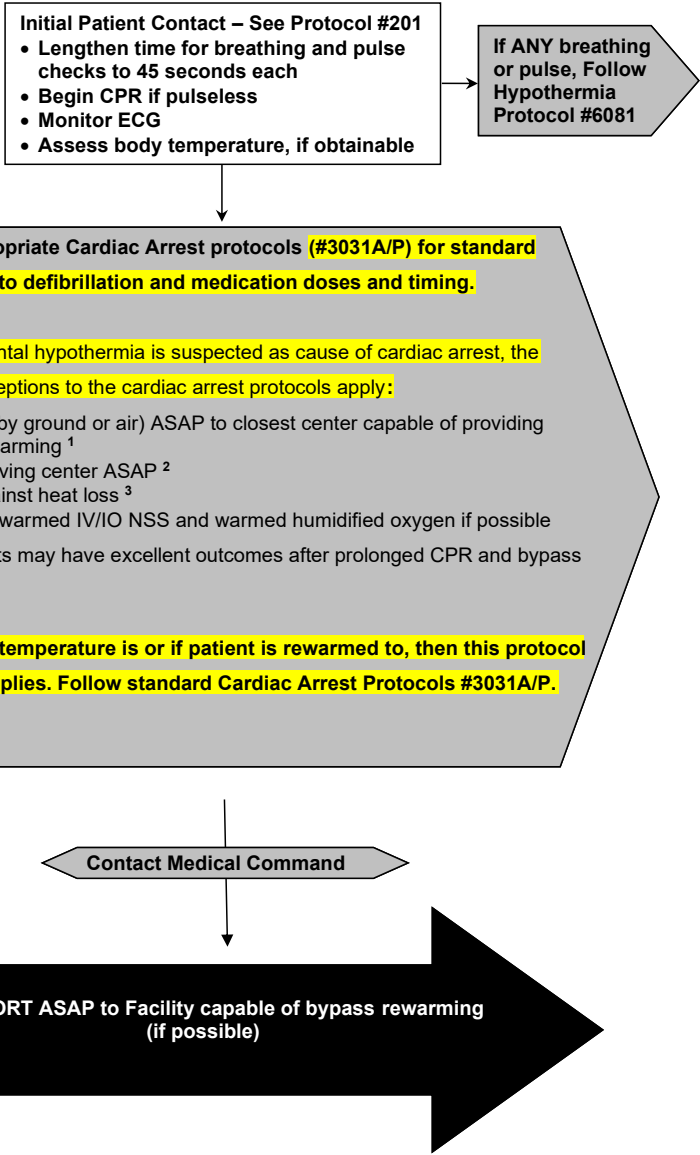 Initial Patient Contact – See Protocol #201
• Lengthen time for breathing and pulse
checks to 45 seconds each
• Begin CPR if pulseless
• Monitor ECG
• Assess body temperature, if obtainable
If ANY breathing
or pulse, Follow
Hypothermia
Protocol #6081
opriate Cardiac Arrest protocols (#3031A/P) for standard
to defibrillation and medication doses and timing.
ntal hypothermia is suspected as cause of cardiac arrest, the
eptions to the cardiac arrest protocols apply:
by ground or air) ASAP to closest center capable of providing
arming 1
ving center ASAP 2
inst heat loss 3
warmed IV/IO NSS and warmed humidified oxygen if possible
ts may have excellent outcomes after prolonged CPR and bypass
temperature is or if patient is rewarmed to, then this protocol
plies. Follow standard Cardiac Arrest Protocols #3031A/P.
Contact Medical Command
ORT ASAP to Facility capable of bypass rewarming
(if possible)